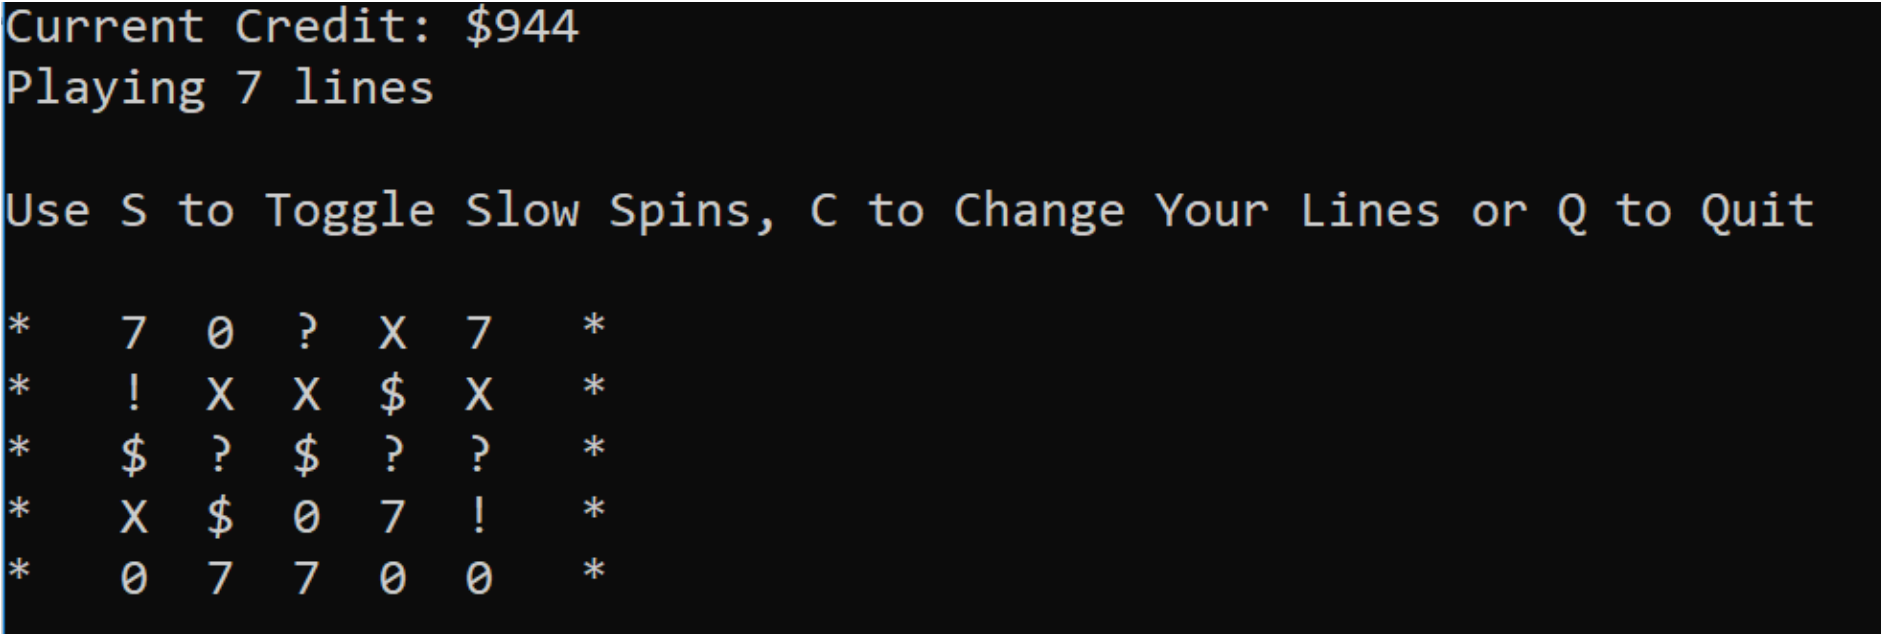 Current Credit: $944
Playing 7 lines
Use S to Toggle Slow Spins, C to Change Your Lines or Q to Quit
* 7 0 ? X 7 *
* ! X X $ X *
* $ ? $ ? ? *
* X $ 0 7 ! *
* 0 7 7 0 0 *